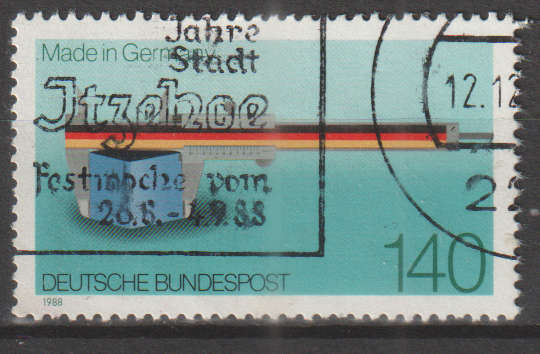 Jahre
Stadt
Made in Germany
Itzehoe
12.12
Festwoche vom
26.8.-4.9.88
22
140
DEUTSCHE BUNDESPOST
1988